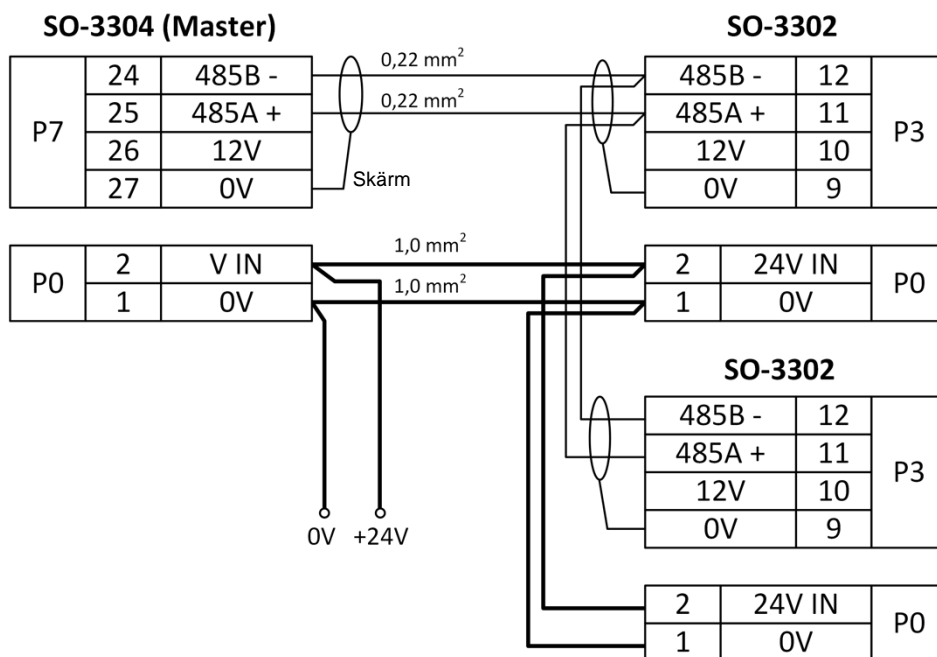 SO-3304 (Master)
P7
24 485B -
25 485A +
26 12V
27 0V
0,22 mm²
0,22 mm²
Skärm
SO-3302
485B - 12
485A + 11
12V 10
0V 9
P3
P0
2 V IN
1 0V
1,0 mm²
1,0 mm²
2 24V IN
1 0V
P0
0V +24V
SO-3302
485B - 12
485A + 11
12V 10
0V 9
P3
2 24V IN
1 0V
P0